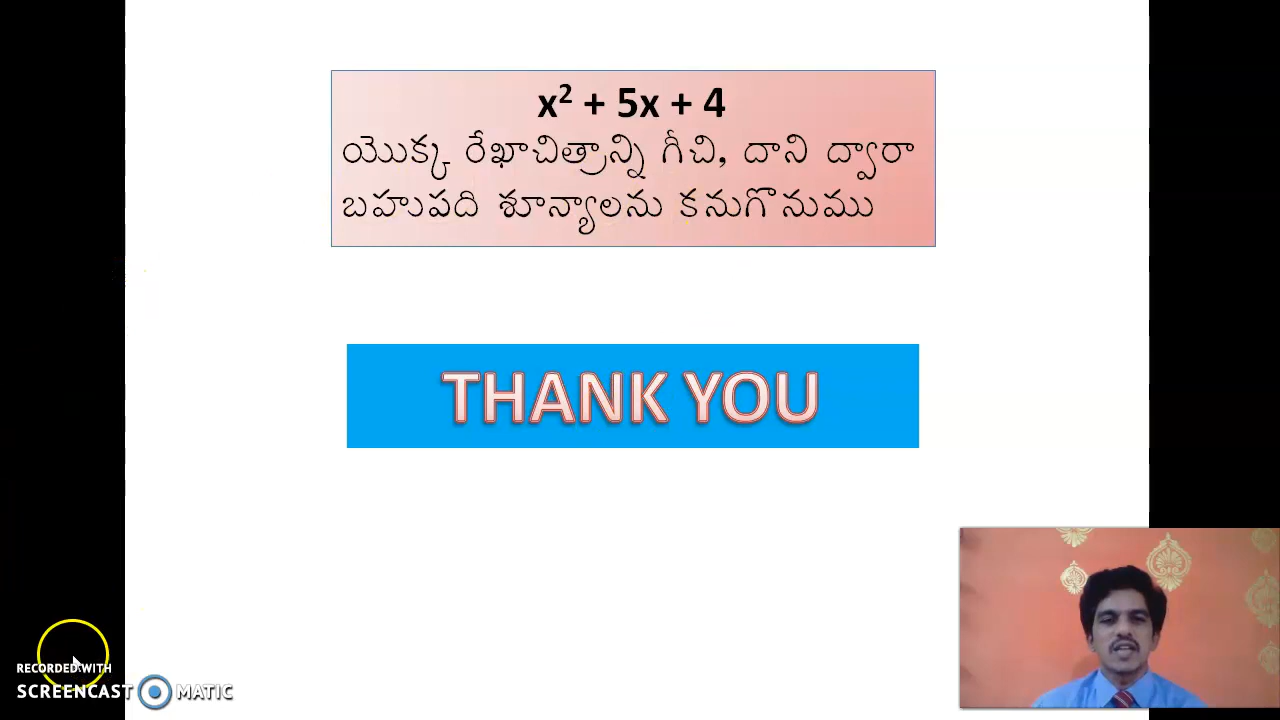 x² + 5x + 4
యొక్క రేఖాచిత్రాన్ని గీచి, దాని ద్వారా
బహుపది శూన్యాలను కనుగొనుము
THANK YOU
RECORDED WITH
SCREENCAST MATIC